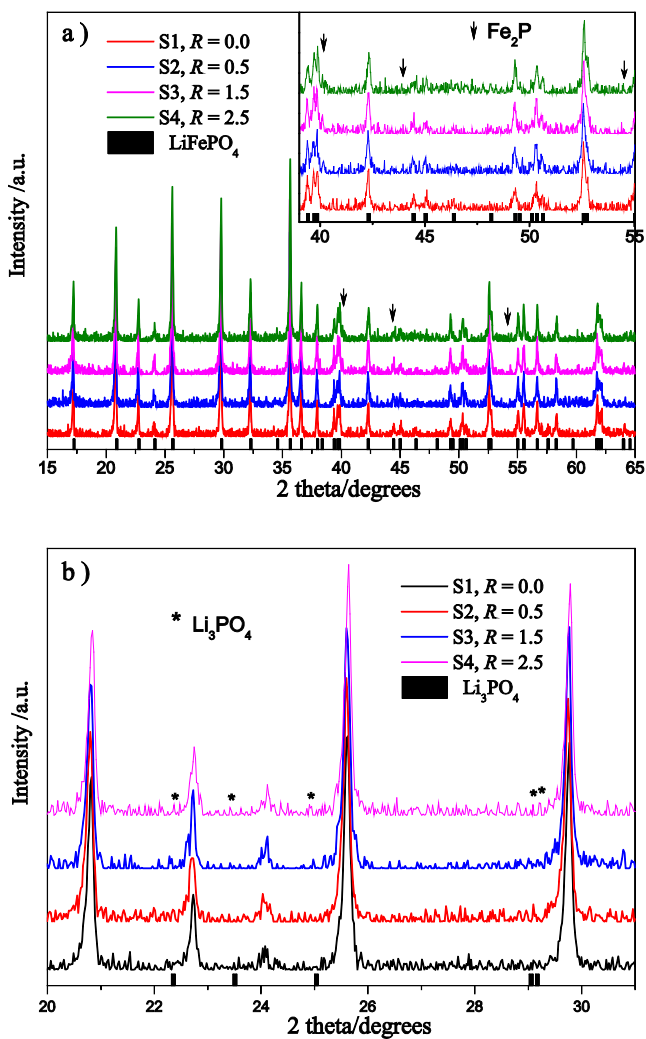 a )
S1, R = 0.0
S2, R = 0.5
S3, R = 1.5
S4, R = 2.5
LiFePO4
Fe2P
40 45 50 55
Intensity /a.u.
15 20 25 30 35 40 45 50 55 60 65
2 theta/degrees
b )
* Li3PO4
S1, R = 0.0
S2, R = 0.5
S3, R = 1.5
S4, R = 2.5
Li3PO4
* * * * *
Intensity /a.u.
20 22 24 26 28 30
2 theta/degrees